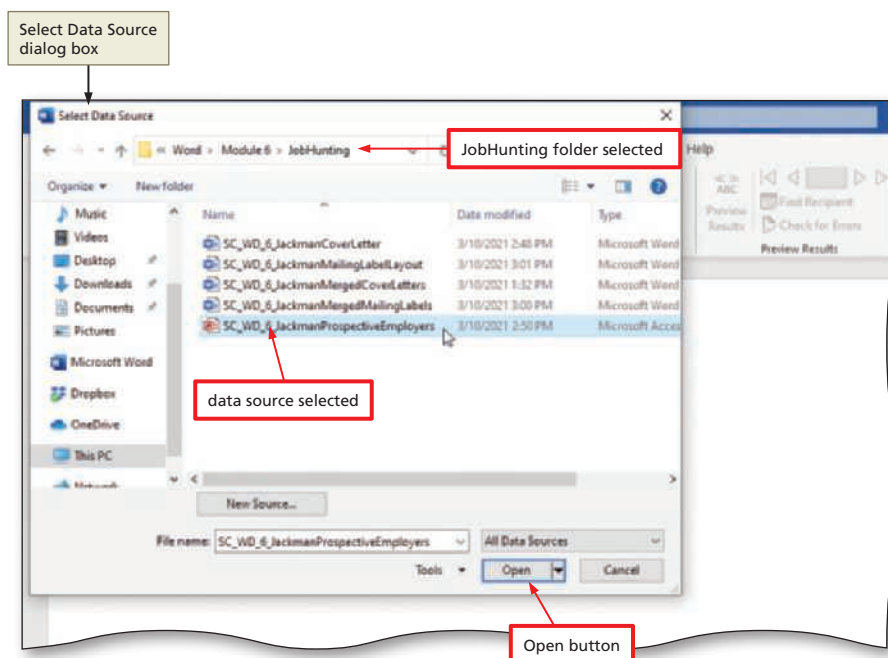 Select Data Source
dialog box
Select Data Source
« Word › Module 6 › JobHunting
JobHunting folder selected
Help
Organize
New folder
ABC
Preview
Results
Find Recipient
Check for Errors
Preview Results
Name
Date modified
Type
Music
Videos
Desktop
Downloads
Documents
Pictures
Microsoft Word
Dropbox
OneDrive
This PC
Network
SC_WD_6_JackmanCoverLetter 3/10/2021 2:48 PM Microsoft Word
SC_WD_6_JackmanMailingLabelLayout 3/10/2021 3:01 PM Microsoft Word
SC_WD_6_JackmanMergedCoverLetters 3/10/2021 1:32 PM Microsoft Word
SC_WD_6_JackmanMergedMailingLabels 3/10/2021 3:00 PM Microsoft Word
SC_WD_6_JackmanProspectiveEmployers 3/10/2021 2:50 PM Microsoft Acces
data source selected
New Source...
File name: SC_WD_6_JackmanProspectiveEmployers
All Data Sources
Tools
Open
Cancel
Open button